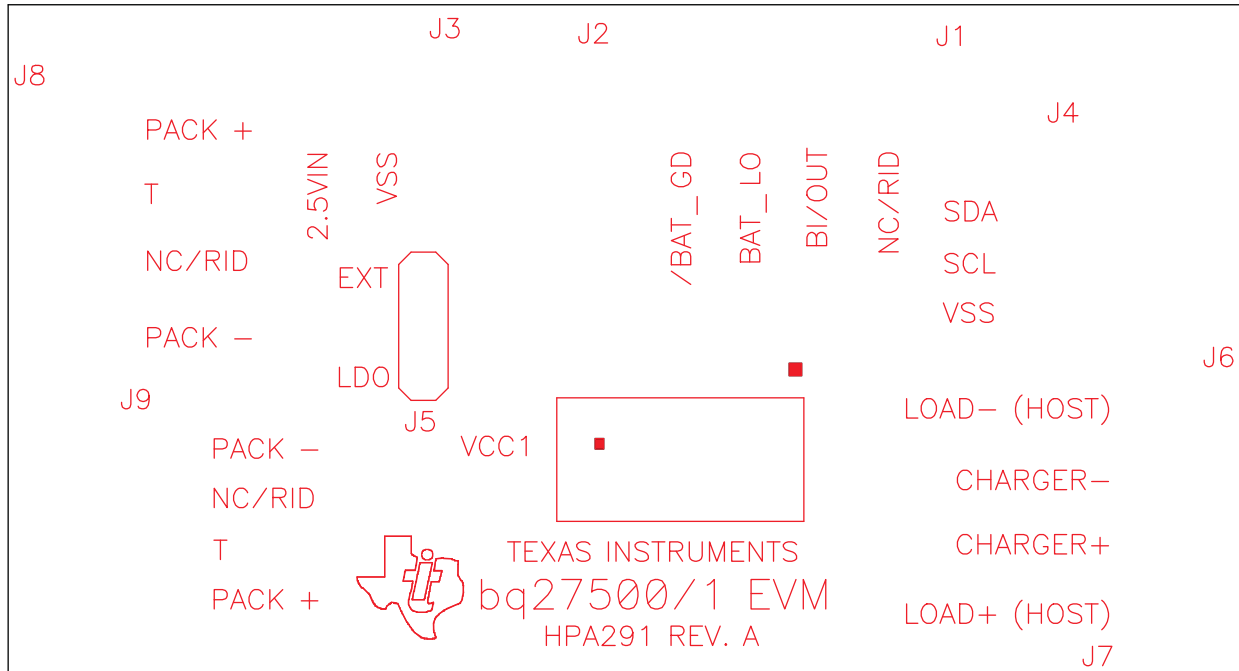 J3
J2
J1
J8
J4
PACK +
T
NC/RID
PACK -
2.5VIN
VSS
/BAT_GD
BAT_LO
BI/OUT
NC/RID
SDA
SCL
VSS
EXT
LDO
J5
J6
J9
VCC1
LOAD- (HOST)
CHARGER-
CHARGER+
LOAD+ (HOST)
J7
PACK -
NC/RID
T
PACK +
TEXAS INSTRUMENTS
bq27500/1 EVM
HPA291 REV. A